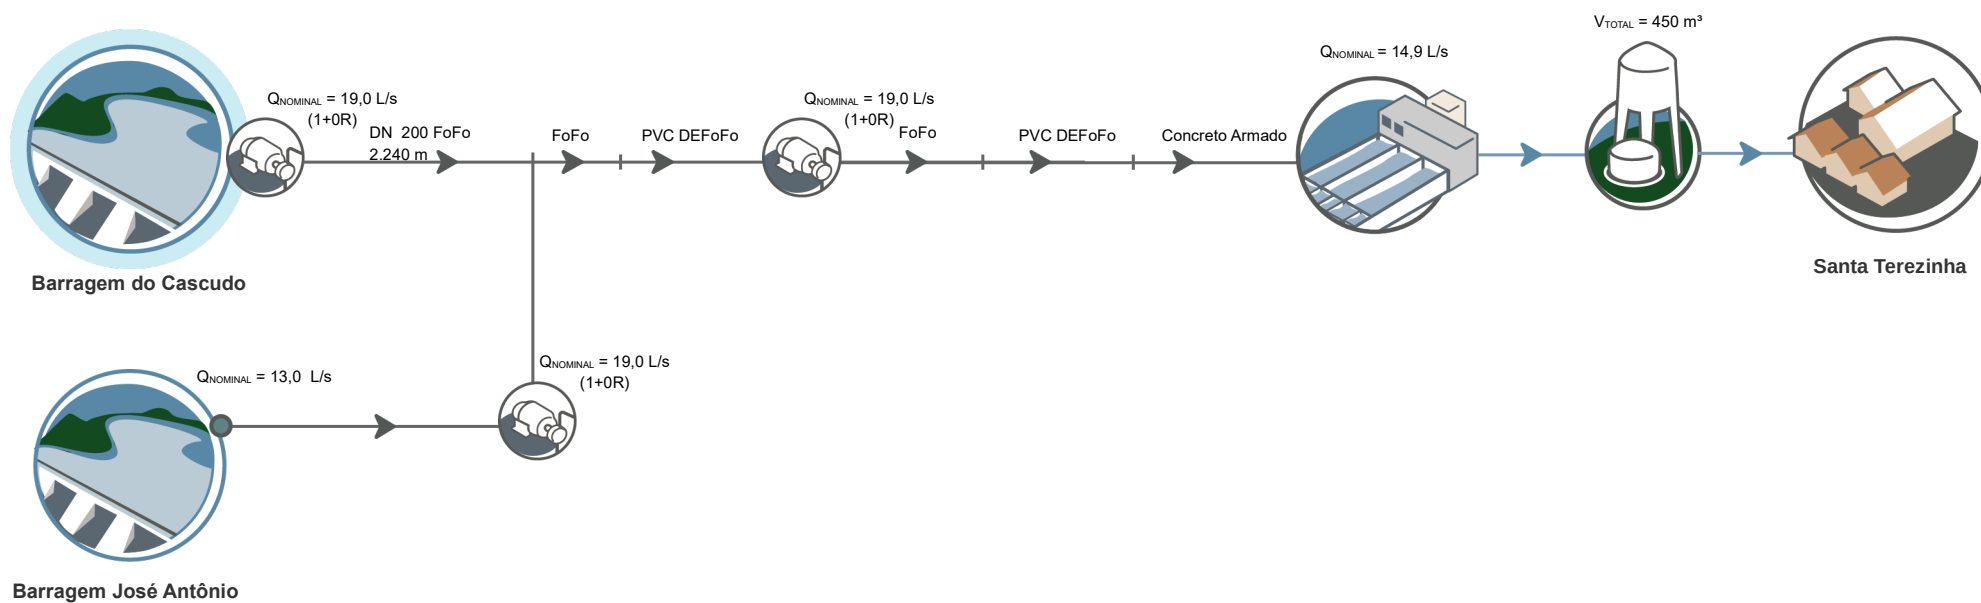 V_TOTAL = 450 m³
Q_NOMINAL = 14,9 L/s
Q_NOMINAL = 19,0 L/s
(1+0R)
DN 200 FoFo
2.240 m
FoFo
PVC DEFoFo
Q_NOMINAL = 19,0 L/s
(1+0R)
FoFo
PVC DEFoFo
Concreto Armado
Santa Terezinha
Barragem do Cascudo
Q_NOMINAL = 19,0 L/s
(1+0R)
Q_NOMINAL = 13,0 L/s
Barragem José Antônio